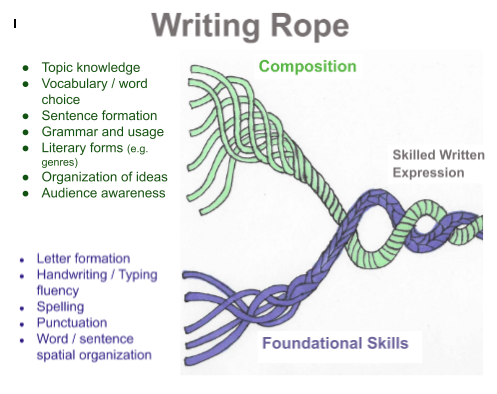 Writing Rope
● Topic knowledge
● Vocabulary / word
choice
● Sentence formation
● Grammar and usage
● Literary forms (e.g.
genres)
● Organization of ideas
● Audience awareness
Composition
Skilled Written
Expression
● Letter formation
● Handwriting / Typing
fluency
● Spelling
● Punctuation
● Word / sentence
spatial organization
Foundational Skills